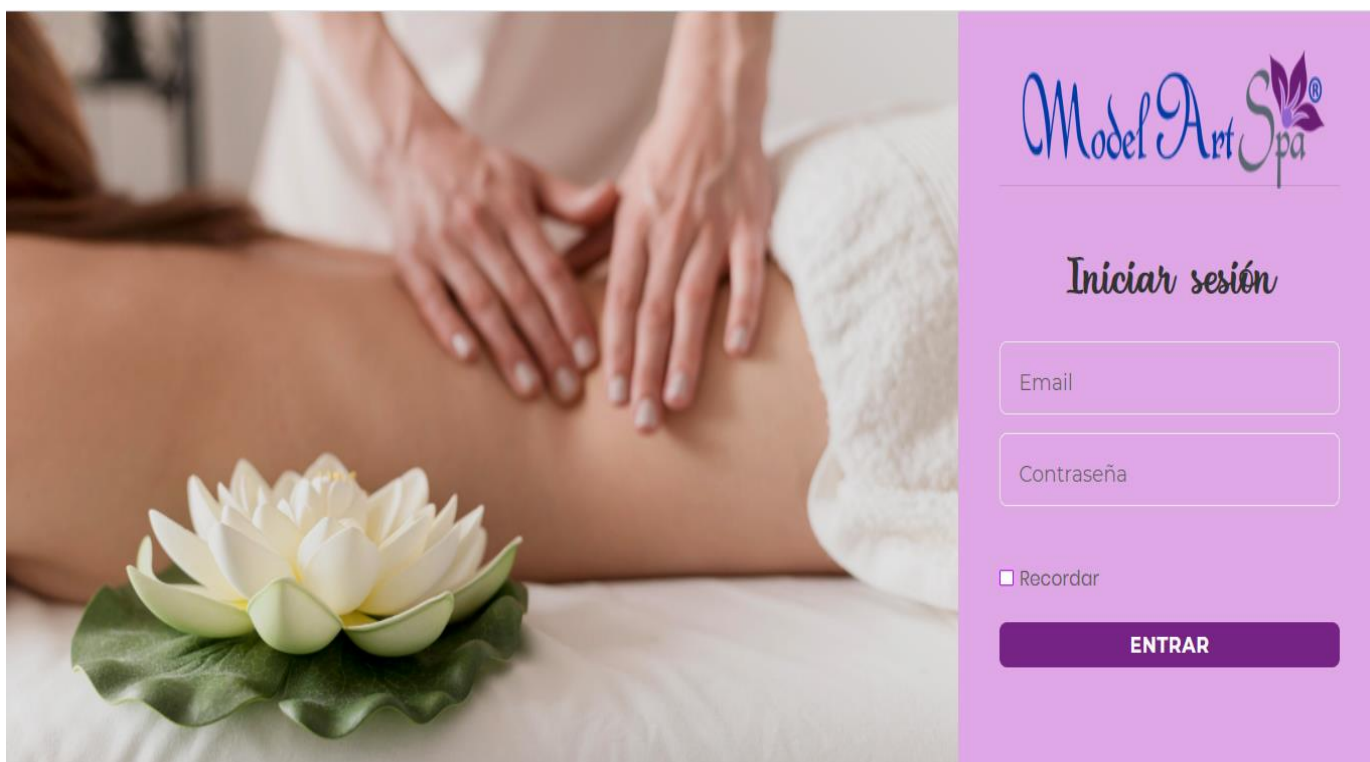 Model Art Spa®
Iniciar sesión
Email
Contraseña
Recordar
ENTRAR